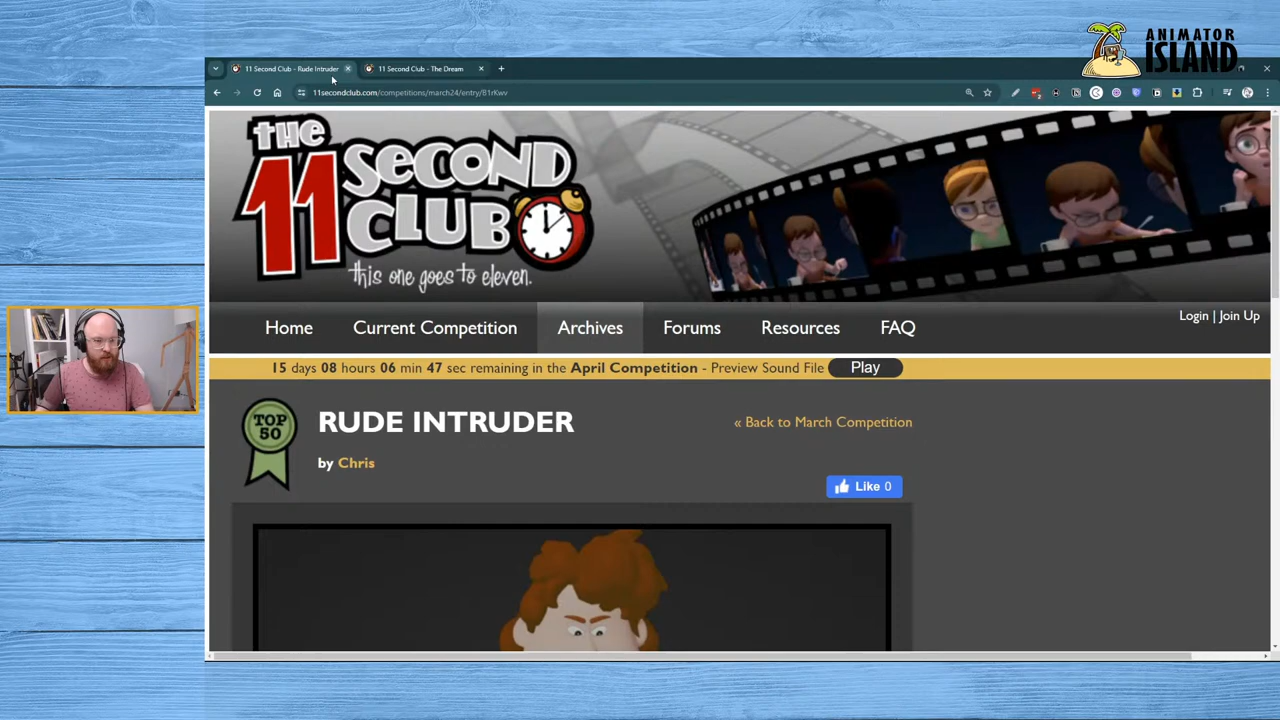 ANIMATOR
ISLAND
11 Second Club - Rude Intruder
11 Second Club - The Dream
11secondclub.com/competitions/march24/entry/B1rKwv
the
11 Second
Club
this one goes to eleven.
Home
Current Competition
Archives
Forums
Resources
FAQ
Login | Join Up
15 days 08 hours 06 min 47 sec remaining in the April Competition - Preview Sound File
Play
TOP
50
RUDE INTRUDER
« Back to March Competition
by Chris
Like 0